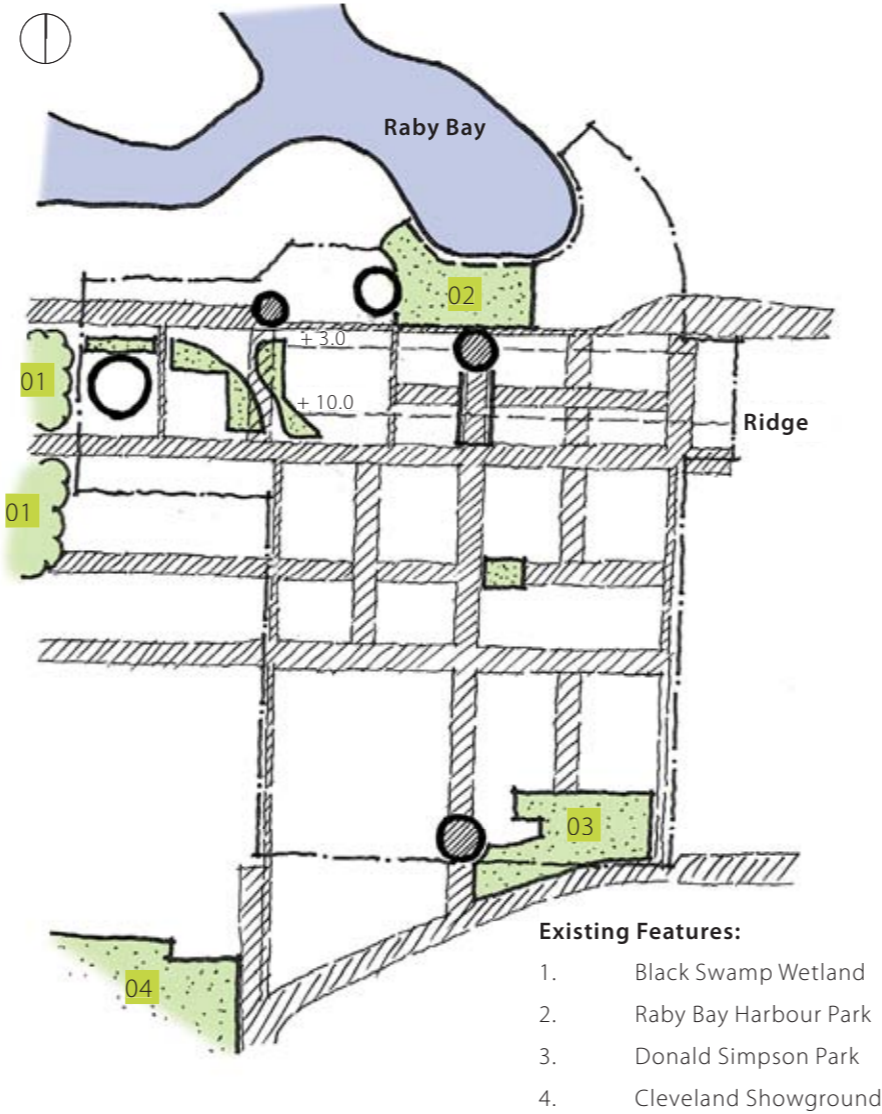 Raby Bay
02
+ 3.0
01
+ 10.0
Ridge
01
03
04
Existing Features:
1. Black Swamp Wetland
2. Raby Bay Harbour Park
3. Donald Simpson Park
4. Cleveland Showground